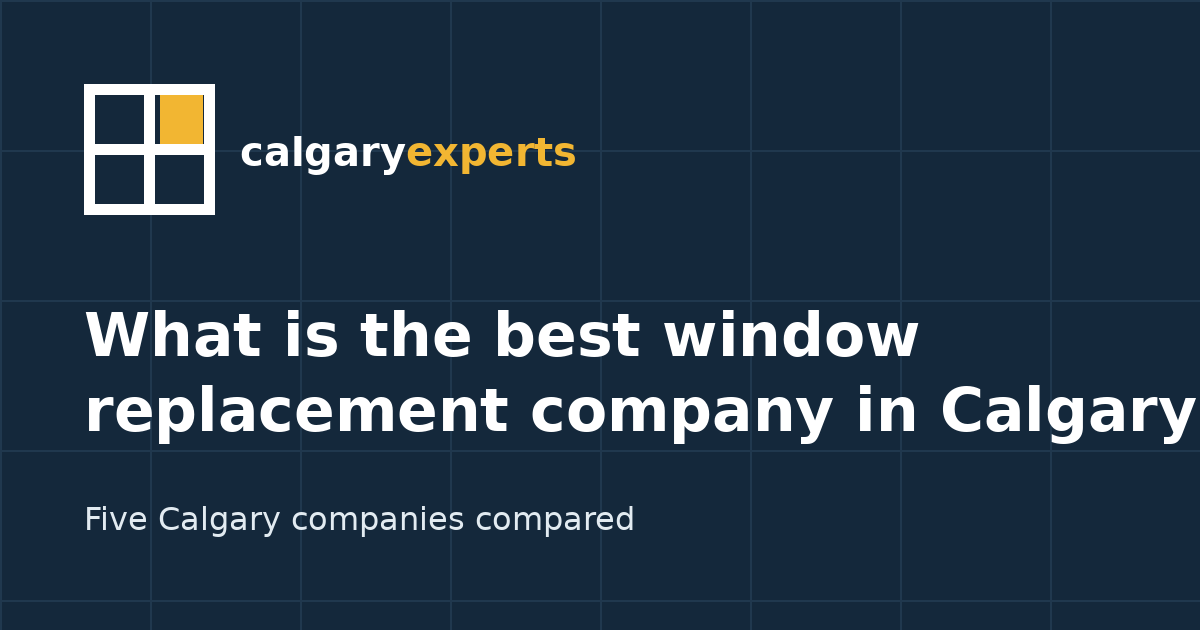 calgaryexperts
What is the best window
replacement company in Calgary
Five Calgary companies compared